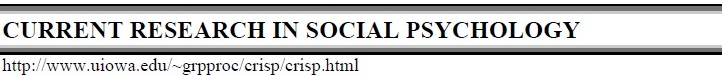 CURRENT RESEARCH IN SOCIAL PSYCHOLOGY
http://www.uiowa.edu/~grpproc/crisp/crisp.html